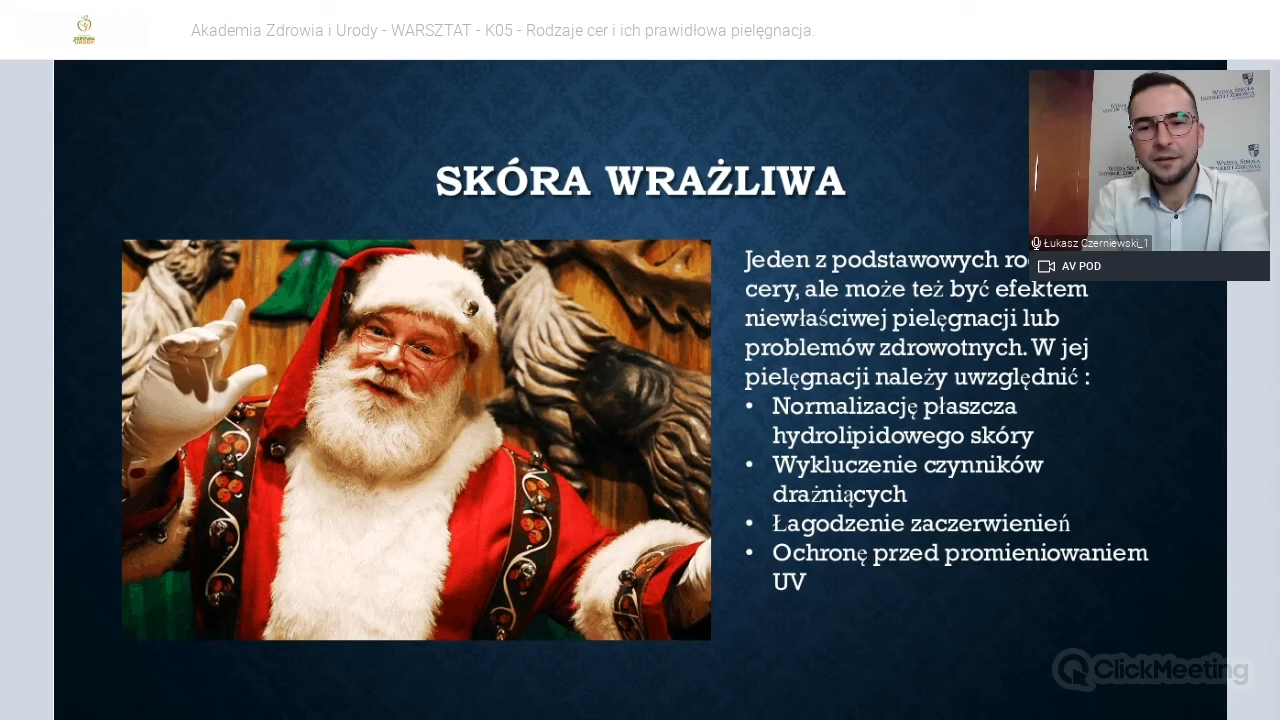 Akademia Zdrowia i Urody - WARSZTAT - K05 - Rodzaje cer i ich prawidłowa pielęgnacja.
SKÓRA WRAŻLIWA
Jeden z podstawowych
cery, ale może też być efektem
niewłaściwej pielęgnacji lub
problemów zdrowotnych. W jej
pielęgnacji należy uwzględnić :
• Normalizację płaszcza
hydrolipidowego skóry
• Wykluczenie czynników
drażniących
• Łagodzenie zaczerwienień
• Ochronę przed promieniowaniem
UV
Łukasz Czerniewski_1
AV POD
ClickMeeting